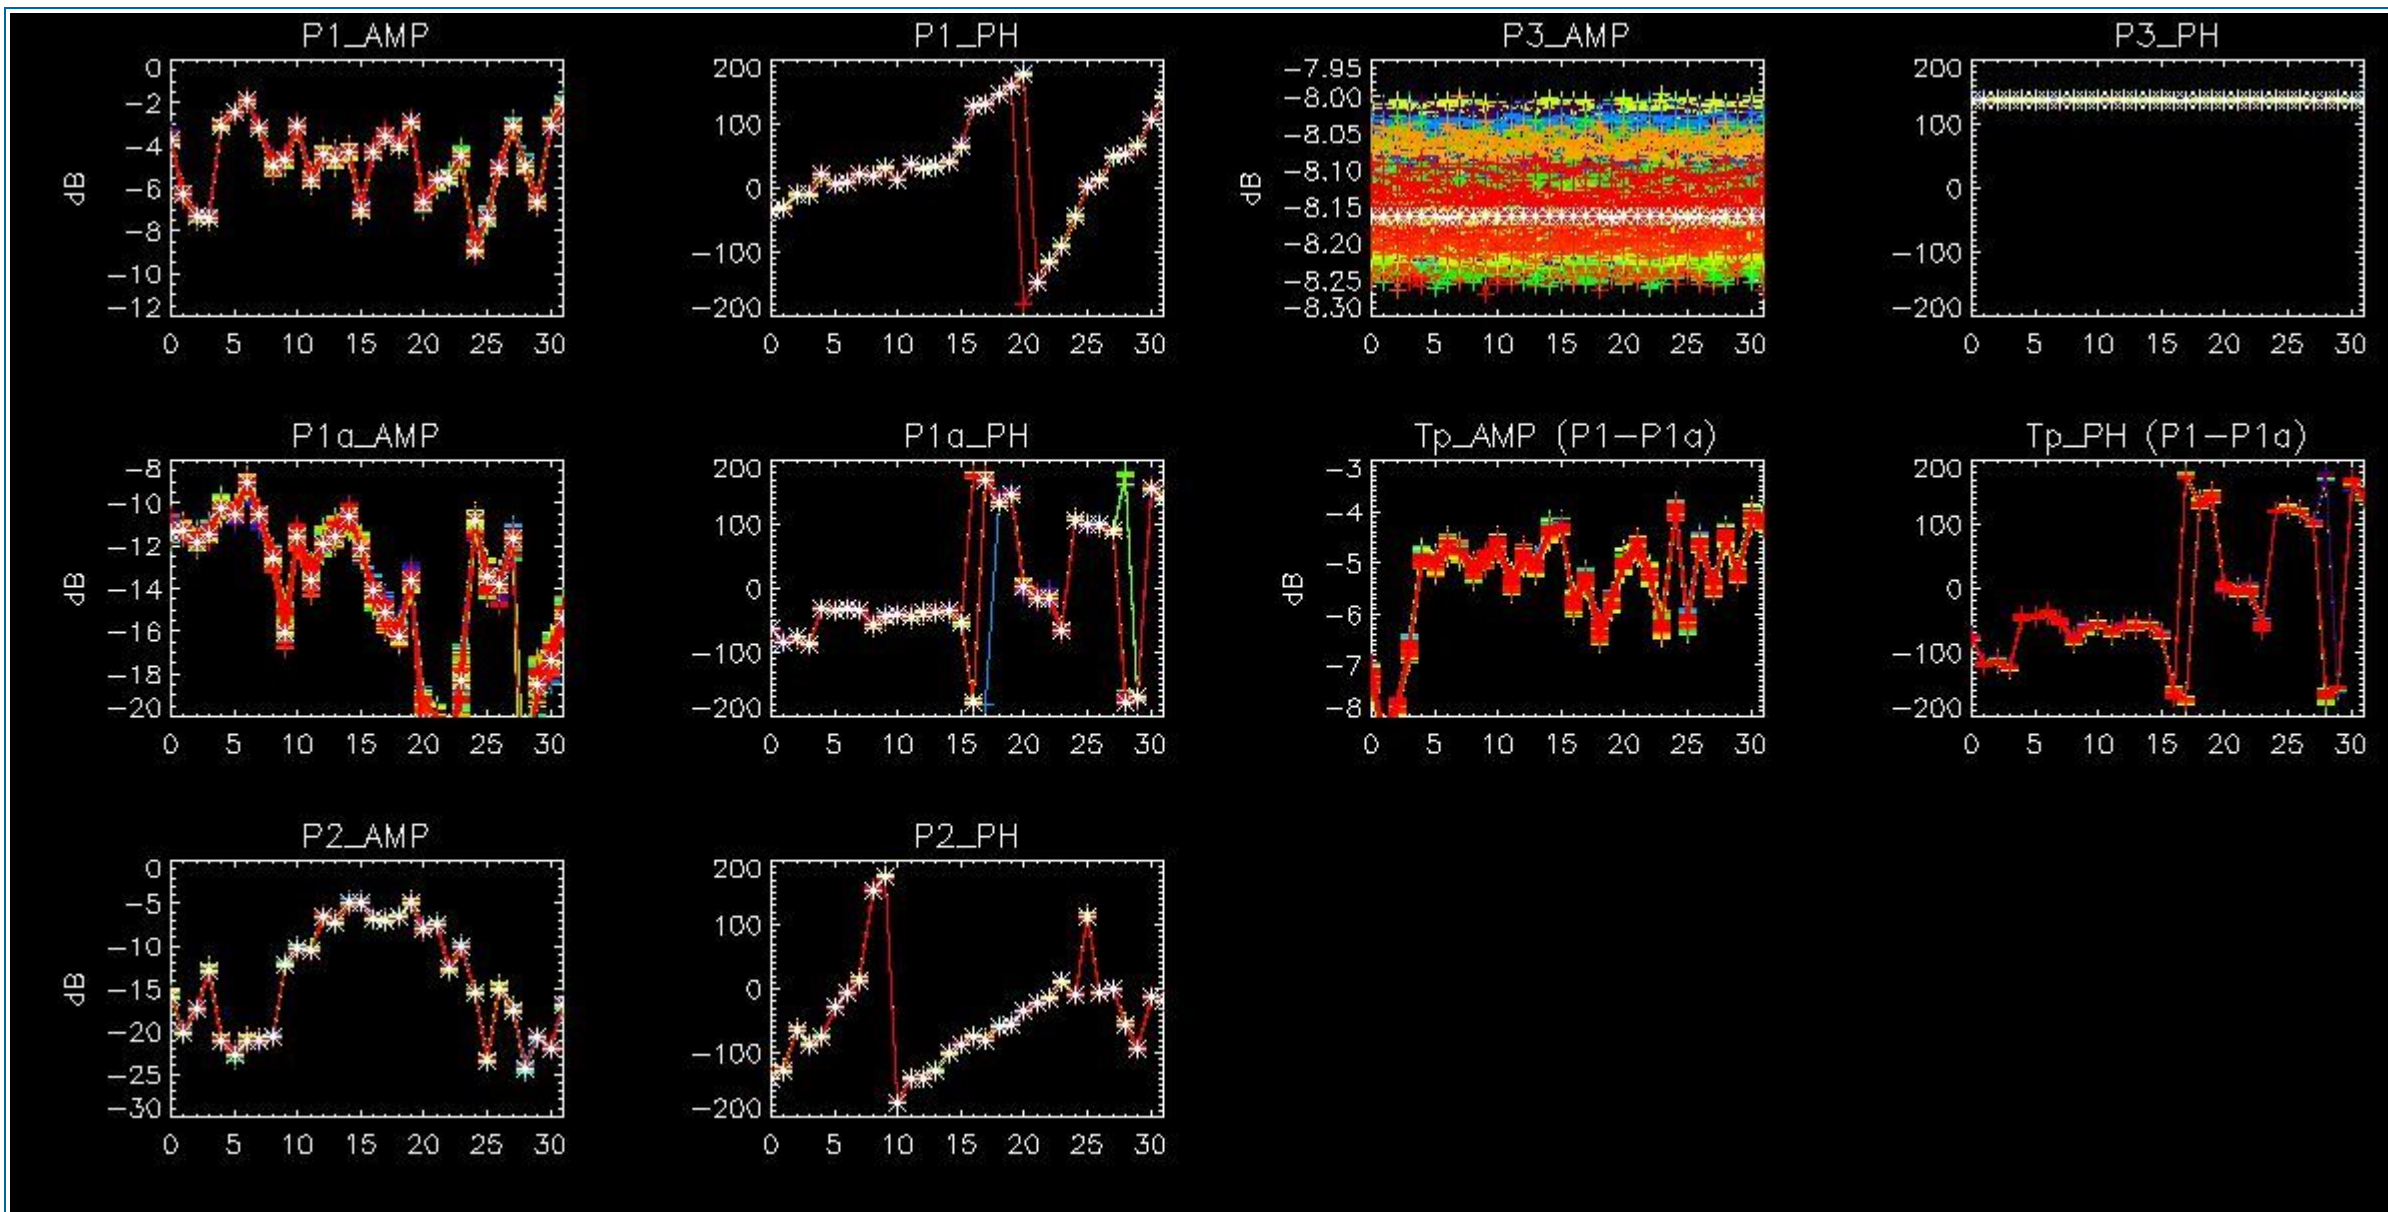 P1_AMP P1_PH P3_AMP P3_PH
0 200 -7.95 200
-2 100 -8.00 100
-4 0 -8.05 0
-6 -100 -8.10 -100
-8 -200 -8.15 -200
-10 -8.20
-12 -8.25
-8.30
dB dB
0 5 10 15 20 25 30 0 5 10 15 20 25 30 0 5 10 15 20 25 30 0 5 10 15 20 25 30
P1a_AMP P1a_PH Tp_AMP (P1-P1a) Tp_PH (P1-P1a)
-8 200 -3 200
-10 100 -4 100
-12 0 -5 0
-14 -100 -6 -100
-16 -200 -7 -200
-18 -8
-20
dB dB
0 5 10 15 20 25 30 0 5 10 15 20 25 30 0 5 10 15 20 25 30 0 5 10 15 20 25 30
P2_AMP P2_PH
0 200
-5 100
-10 0
-15 -100
-20 -200
-25
-30
dB
0 5 10 15 20 25 30 0 5 10 15 20 25 30